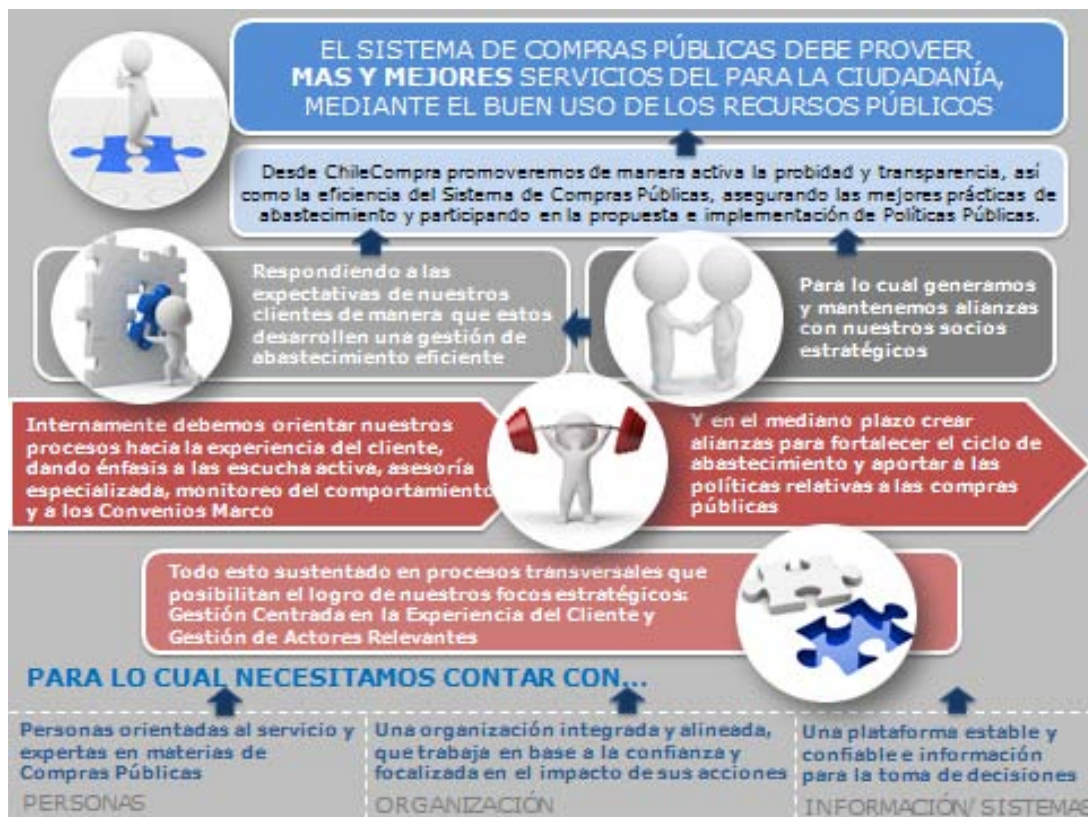 EL SISTEMA DE COMPRAS PÚBLICAS DEBE PROVEER
MAS Y MEJORES SERVICIOS DEL PARA LA CIUDADANÍA,
MEDIANTE EL BUEN USO DE LOS RECURSOS PÚBLICOS
Desde ChileCompra promoveremos de manera activa la probidad y transparencia, así
como la eficiencia del Sistema de Compras Públicas, asegurando las mejores prácticas de
abastecimiento y participando en la propuesta e implementación de Políticas Públicas.
Respondiendo a las
expectativas de nuestros
clientes de manera que estos
desarrollen una gestión de
abastecimiento eficiente
Para lo cual generamos
y mantenemos alianzas
con nuestros socios
estratégicos
Internamente debemos orientar nuestros
procesos hacia la experiencia del cliente,
dando énfasis a las escucha activa, asesoría
especializada, monitoreo del comportamiento
y a los Convenios Marco
Y en el mediano plazo crear
alianzas para fortalecer el ciclo de
abastecimiento y aportar a las
políticas relativas a las compras
públicas
Todo esto sustentado en procesos transversales que
posibilitan el logro de nuestros focos estratégicos:
Gestión Centrada en la Experiencia del Cliente y
Gestión de Actores Relevantes
PARA LO CUAL NECESITAMOS CONTAR CON...
Personas orientadas al servicio y
expertas en materias de
Compras Públicas
PERSONAS
Una organización integrada y alineada,
que trabaja en base a la confianza y
focalizada en el impacto de sus acciones
ORGANIZACIÓN
Una plataforma estable y
confiable e información
para la toma de decisiones
INFORMACIÓN/ SISTEMAS